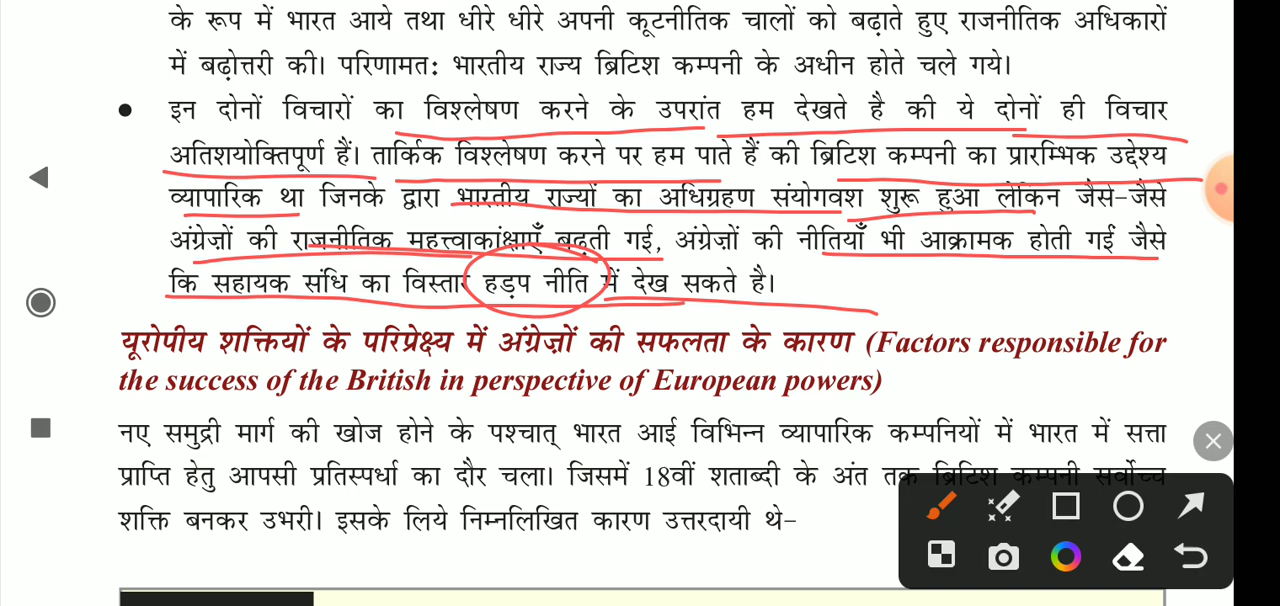 के रूप में भारत आये तथा धीरे धीरे अपनी कूटनीतिक चालों को बढ़ाते हुए राजनीतिक अधिकारों
में बढ़ोत्तरी की। परिणामत: भारतीय राज्य ब्रिटिश कम्पनी के अधीन होते चले गये।
● इन दोनों विचारों का विश्लेषण करने के उपरांत हम देखते है की ये दोनों ही विचार
अतिशयोक्तिपूर्ण हैं। तार्किक विश्लेषण करने पर हम पाते हैं की ब्रिटिश कम्पनी का प्रारम्भिक उद्देश्य
व्यापारिक था जिनके द्वारा भारतीय राज्यों का अधिग्रहण संयोगवश शुरू हुआ लेकिन जैसे-जैसे
अंग्रेज़ों की राजनीतिक महत्त्वाकांक्षाएँ बढ़ती गई, अंग्रेज़ों की नीतियाँ भी आक्रामक होती गईं जैसे
कि सहायक संधि का विस्तार हड़प नीति में देख सकते है।
यूरोपीय शक्तियों के परिप्रेक्ष्य में अंग्रेज़ों की सफलता के कारण (Factors responsible for
the success of the British in perspective of European powers)
नए समुद्री मार्ग की खोज होने के पश्चात् भारत आई विभिन्न व्यापारिक कम्पनियों में भारत में सत्ता
प्राप्ति हेतु आपसी प्रतिस्पर्धा का दौर चला। जिसमें 18वीं शताब्दी के अंत तक ब्रिटिश कम्पनी सर्वोच्च
शक्ति बनकर उभरी। इसके लिये निम्नलिखित कारण उत्तरदायी थे-